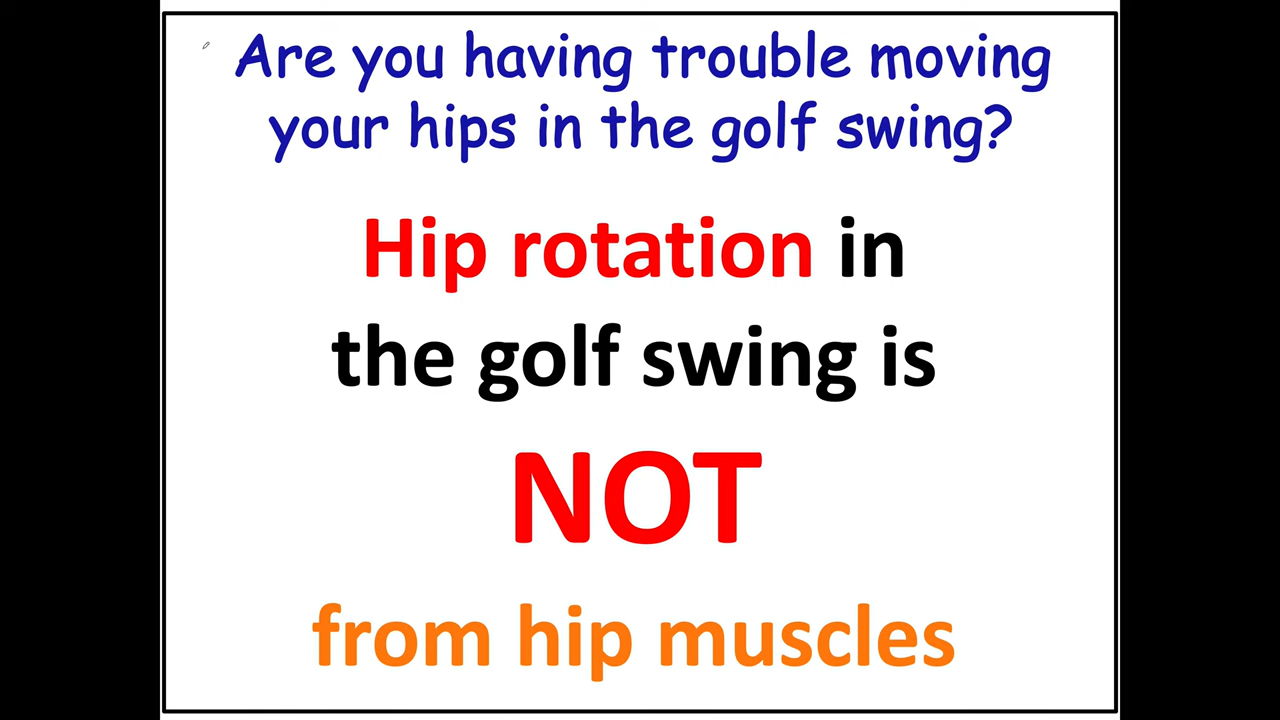 Are you having trouble moving
your hips in the golf swing?
Hip rotation in
the golf swing is
NOT
from hip muscles